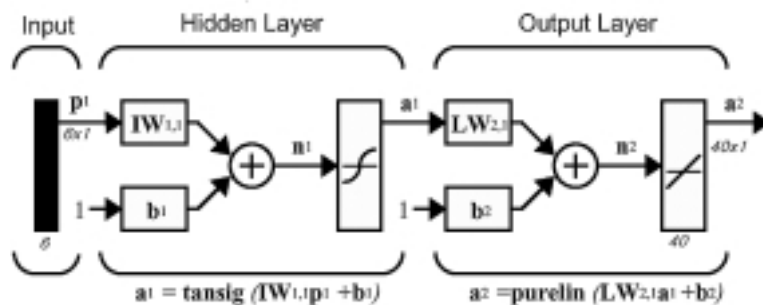 Input Hidden Layer Output Layer
p1 a1 a2
6x1 IW1,1 LW2,1 40x1
n1 n2
1 b1 1 b2
6 40
a1 = tansig (IW1,1p1 +b1) a2 =purelin (LW2,1a1 +b2)